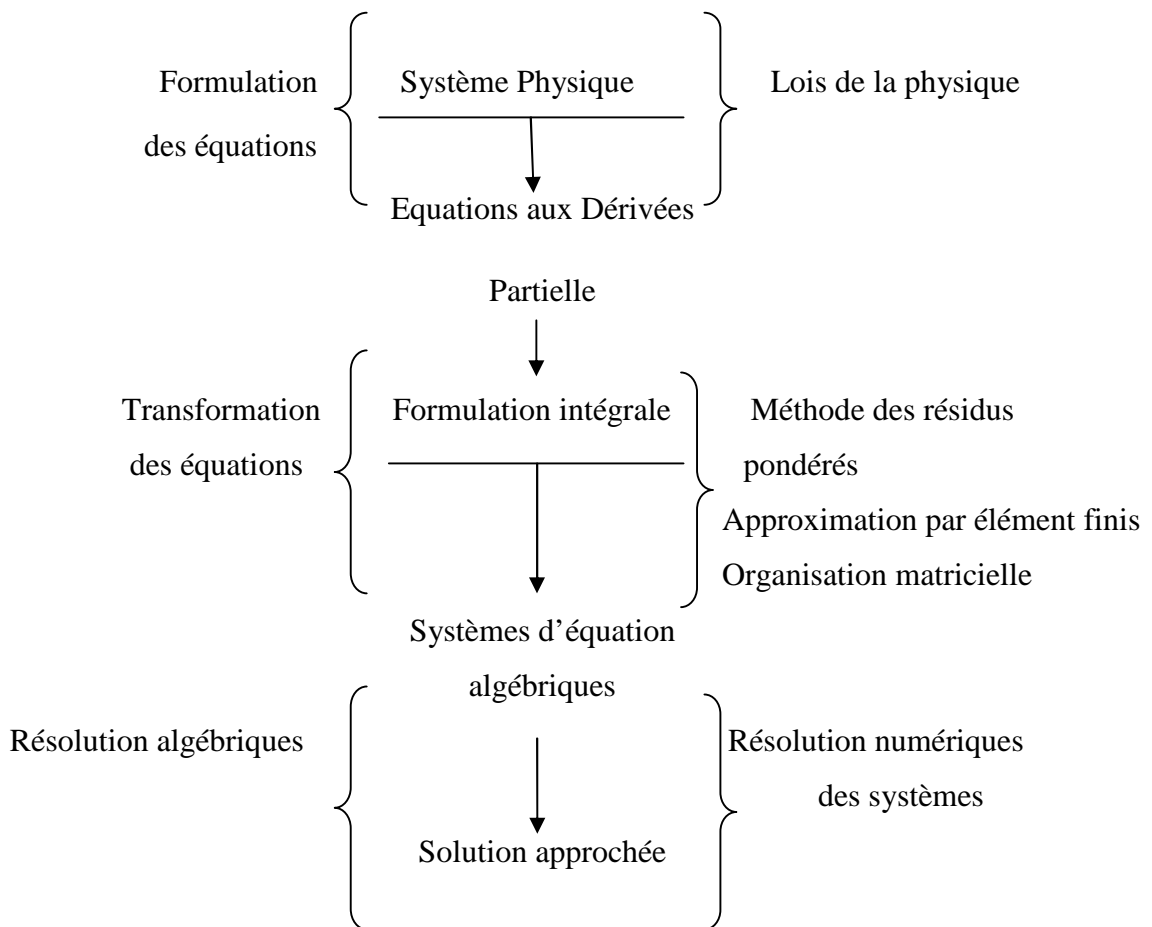 Formulation
des équations
Système Physique
Lois de la physique
Equations aux Dérivées
Partielle
Transformation
des équations
Formulation intégrale
Méthode des résidus
pondérés
Approximation par élément finis
Organisation matricielle
Systèmes d’équation
algébriques
Résolution algébriques
Résolution numériques
des systèmes
Solution approchée